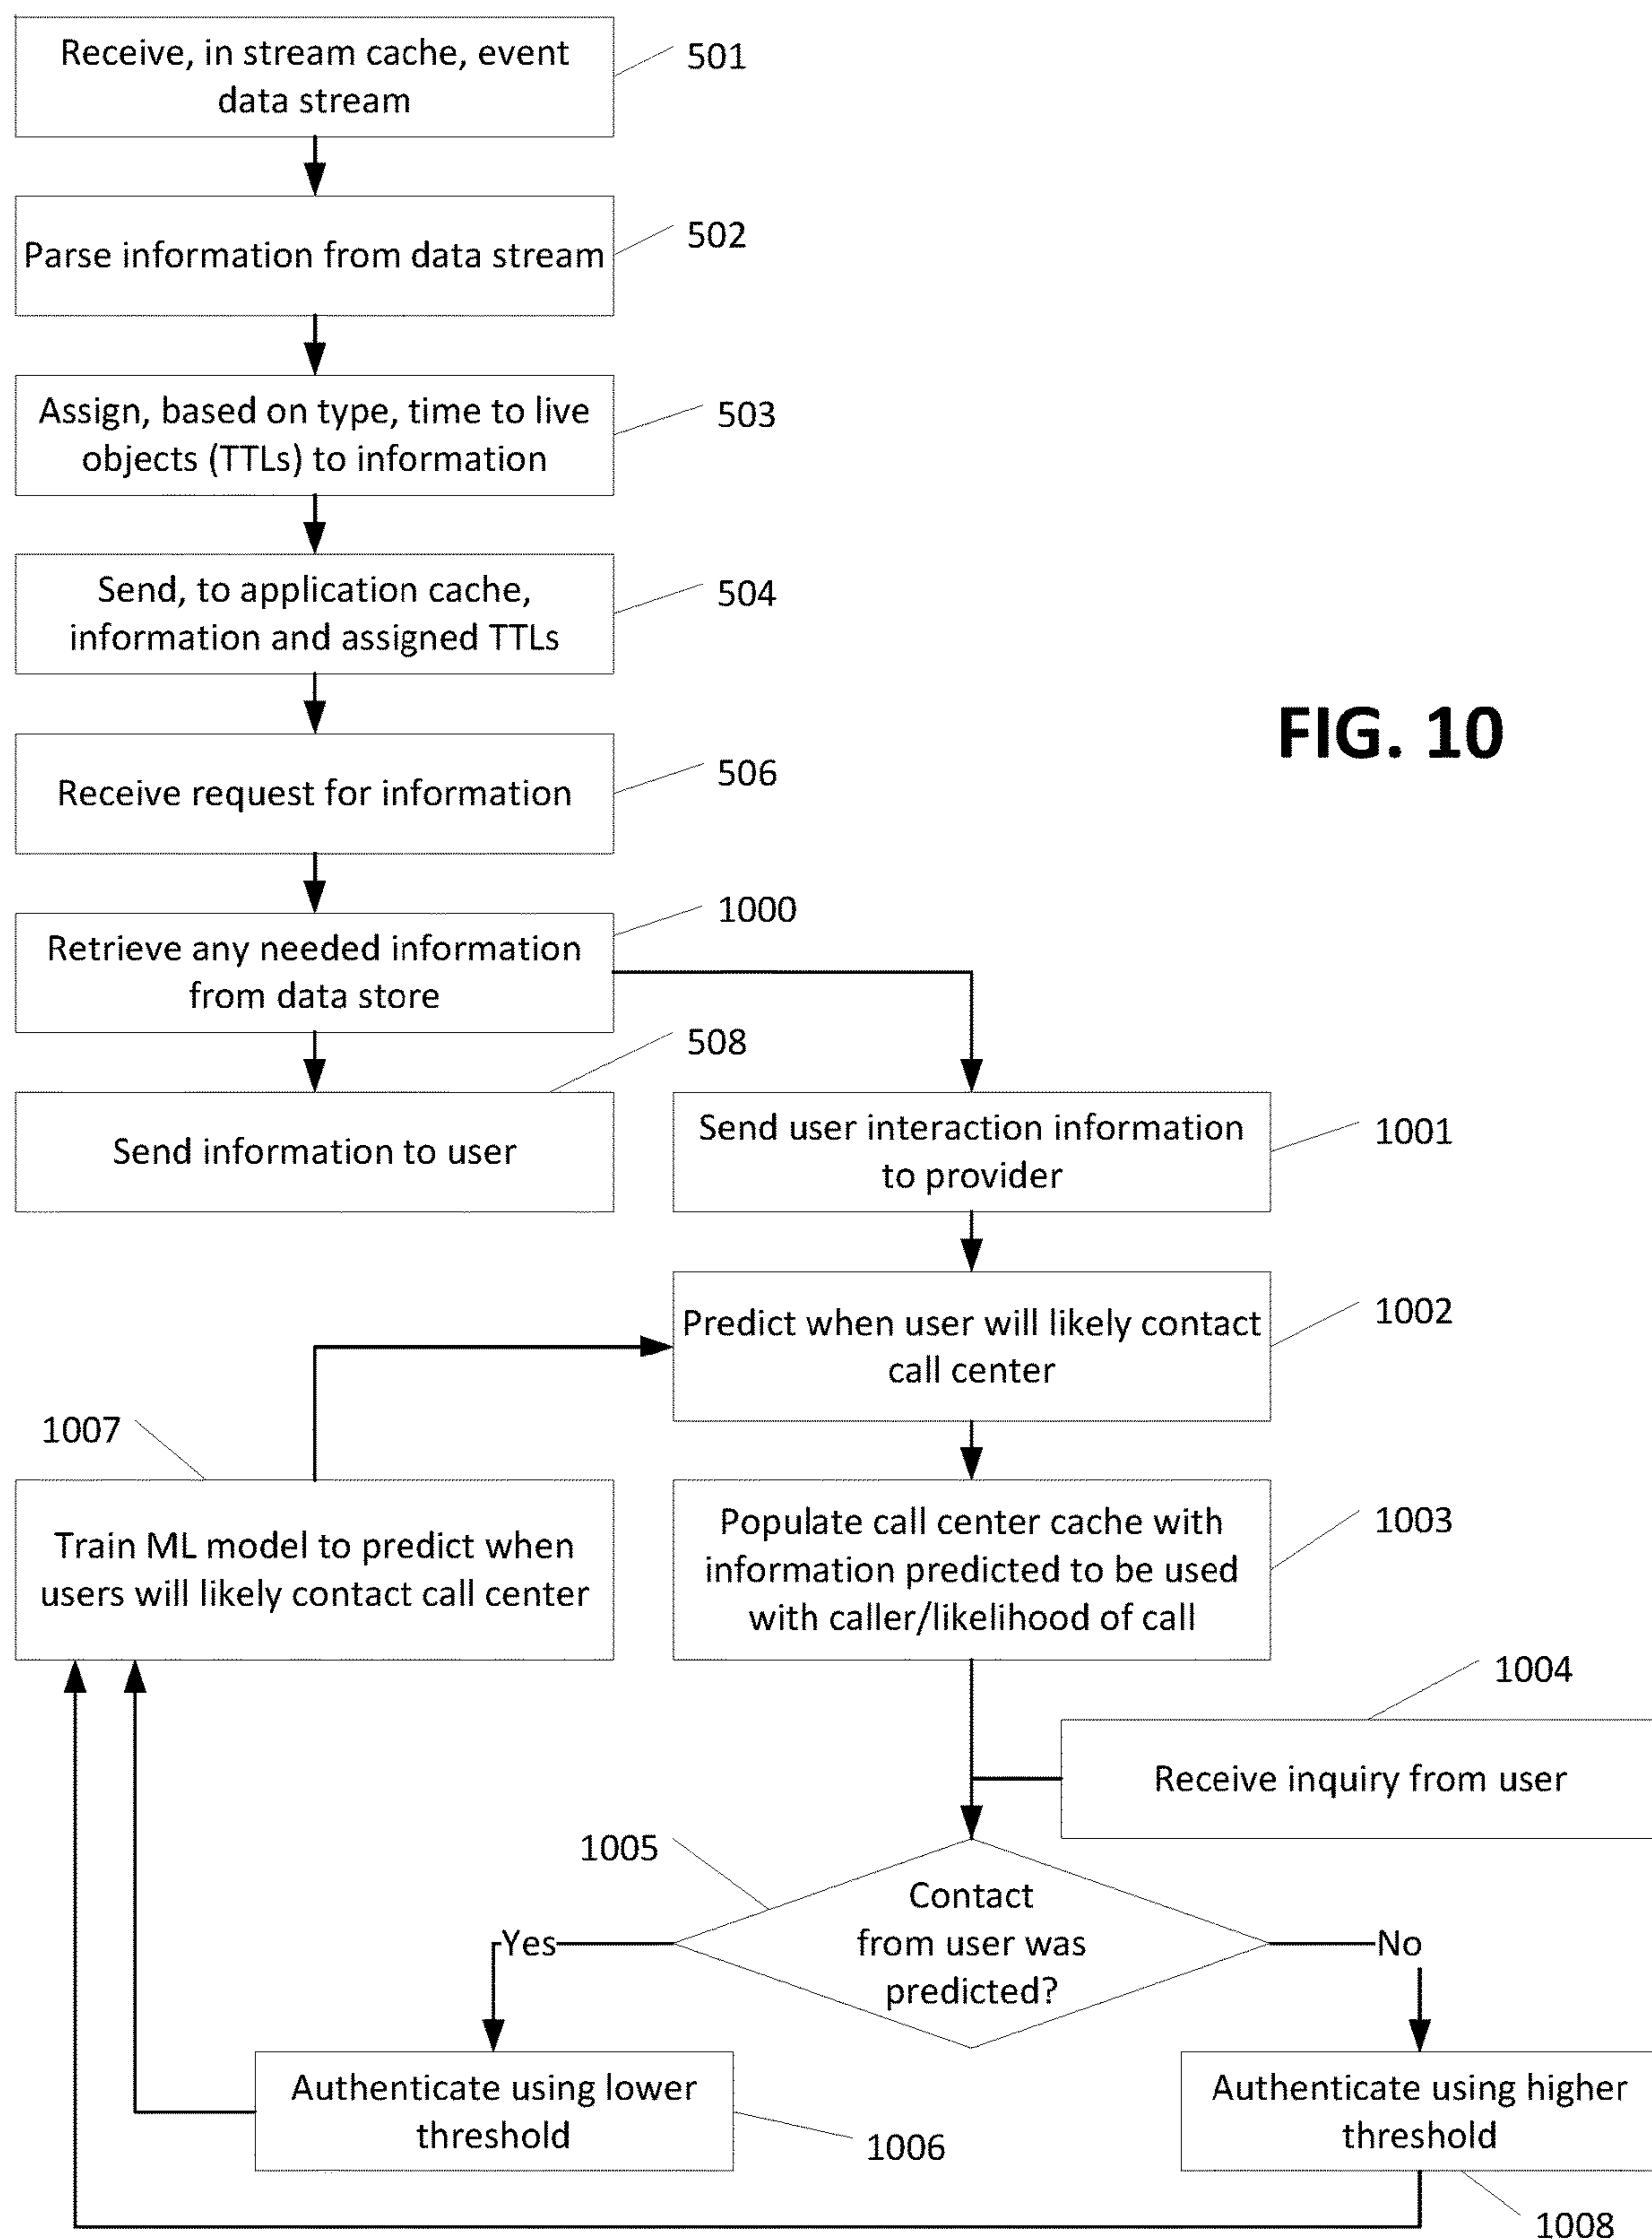 Receive, in stream cache, event
data stream
501
Parse information from data stream
502
Assign, based on type, time to live
objects (TTLs) to information
503
Send, to application cache,
information and assigned TTLs
504
FIG. 10
Receive request for information
506
Retrieve any needed information
from data store
1000
Send information to user
508
Send user interaction information
to provider
1001
Predict when user will likely contact
call center
1002
1007
Train ML model to predict when
users will likely contact call center
Populate call center cache with
information predicted to be used
with caller/likelihood of call
1003
1004
Receive inquiry from user
1005
Contact
from user was
predicted?
Yes
No
Authenticate using lower
threshold
1006
Authenticate using higher
threshold
1008